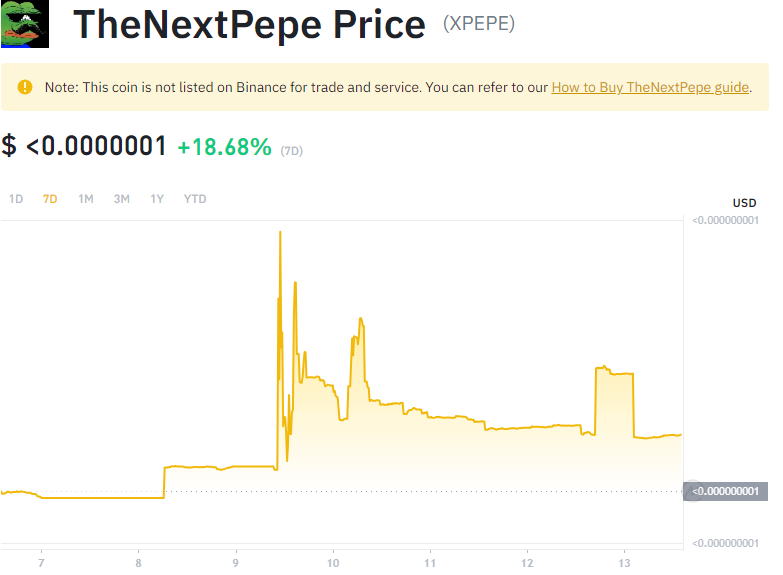 TheNextPepe Price (XPEPE)
Note: This coin is not listed on Binance for trade and service. You can refer to our How to Buy TheNextPepe guide.
$ <0.0000001 +18.68% (7D)
1D 7D 1M 3M 1Y YTD
USD
<0.000000001
<0.000000001
<0.000000001
7 8 9 10 11 12 13